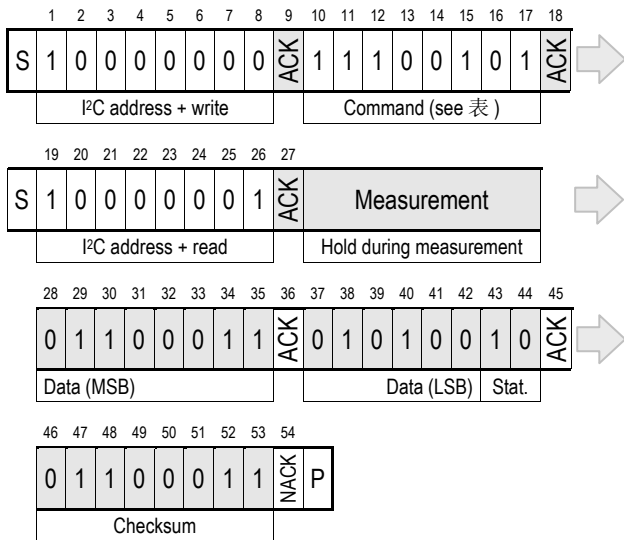 1 2 3 4 5 6 7 8 9 10 11 12 13 14 15 16 17 18
S 1 0 0 0 0 0 0 0 ACK 1 1 1 0 0 1 0 1 ACK
I²C address + write Command (see 表 )
19 20 21 22 23 24 25 26 27
S 1 0 0 0 0 0 0 1 ACK Measurement
I²C address + read Hold during measurement
28 29 30 31 32 33 34 35 36 37 38 39 40 41 42 43 44 45
0 1 1 0 0 0 1 1 ACK 0 1 0 1 0 0 1 0 ACK
Data (MSB) Data (LSB) Stat.
46 47 48 49 50 51 52 53 54
0 1 1 0 0 0 1 1 NACK P
Checksum